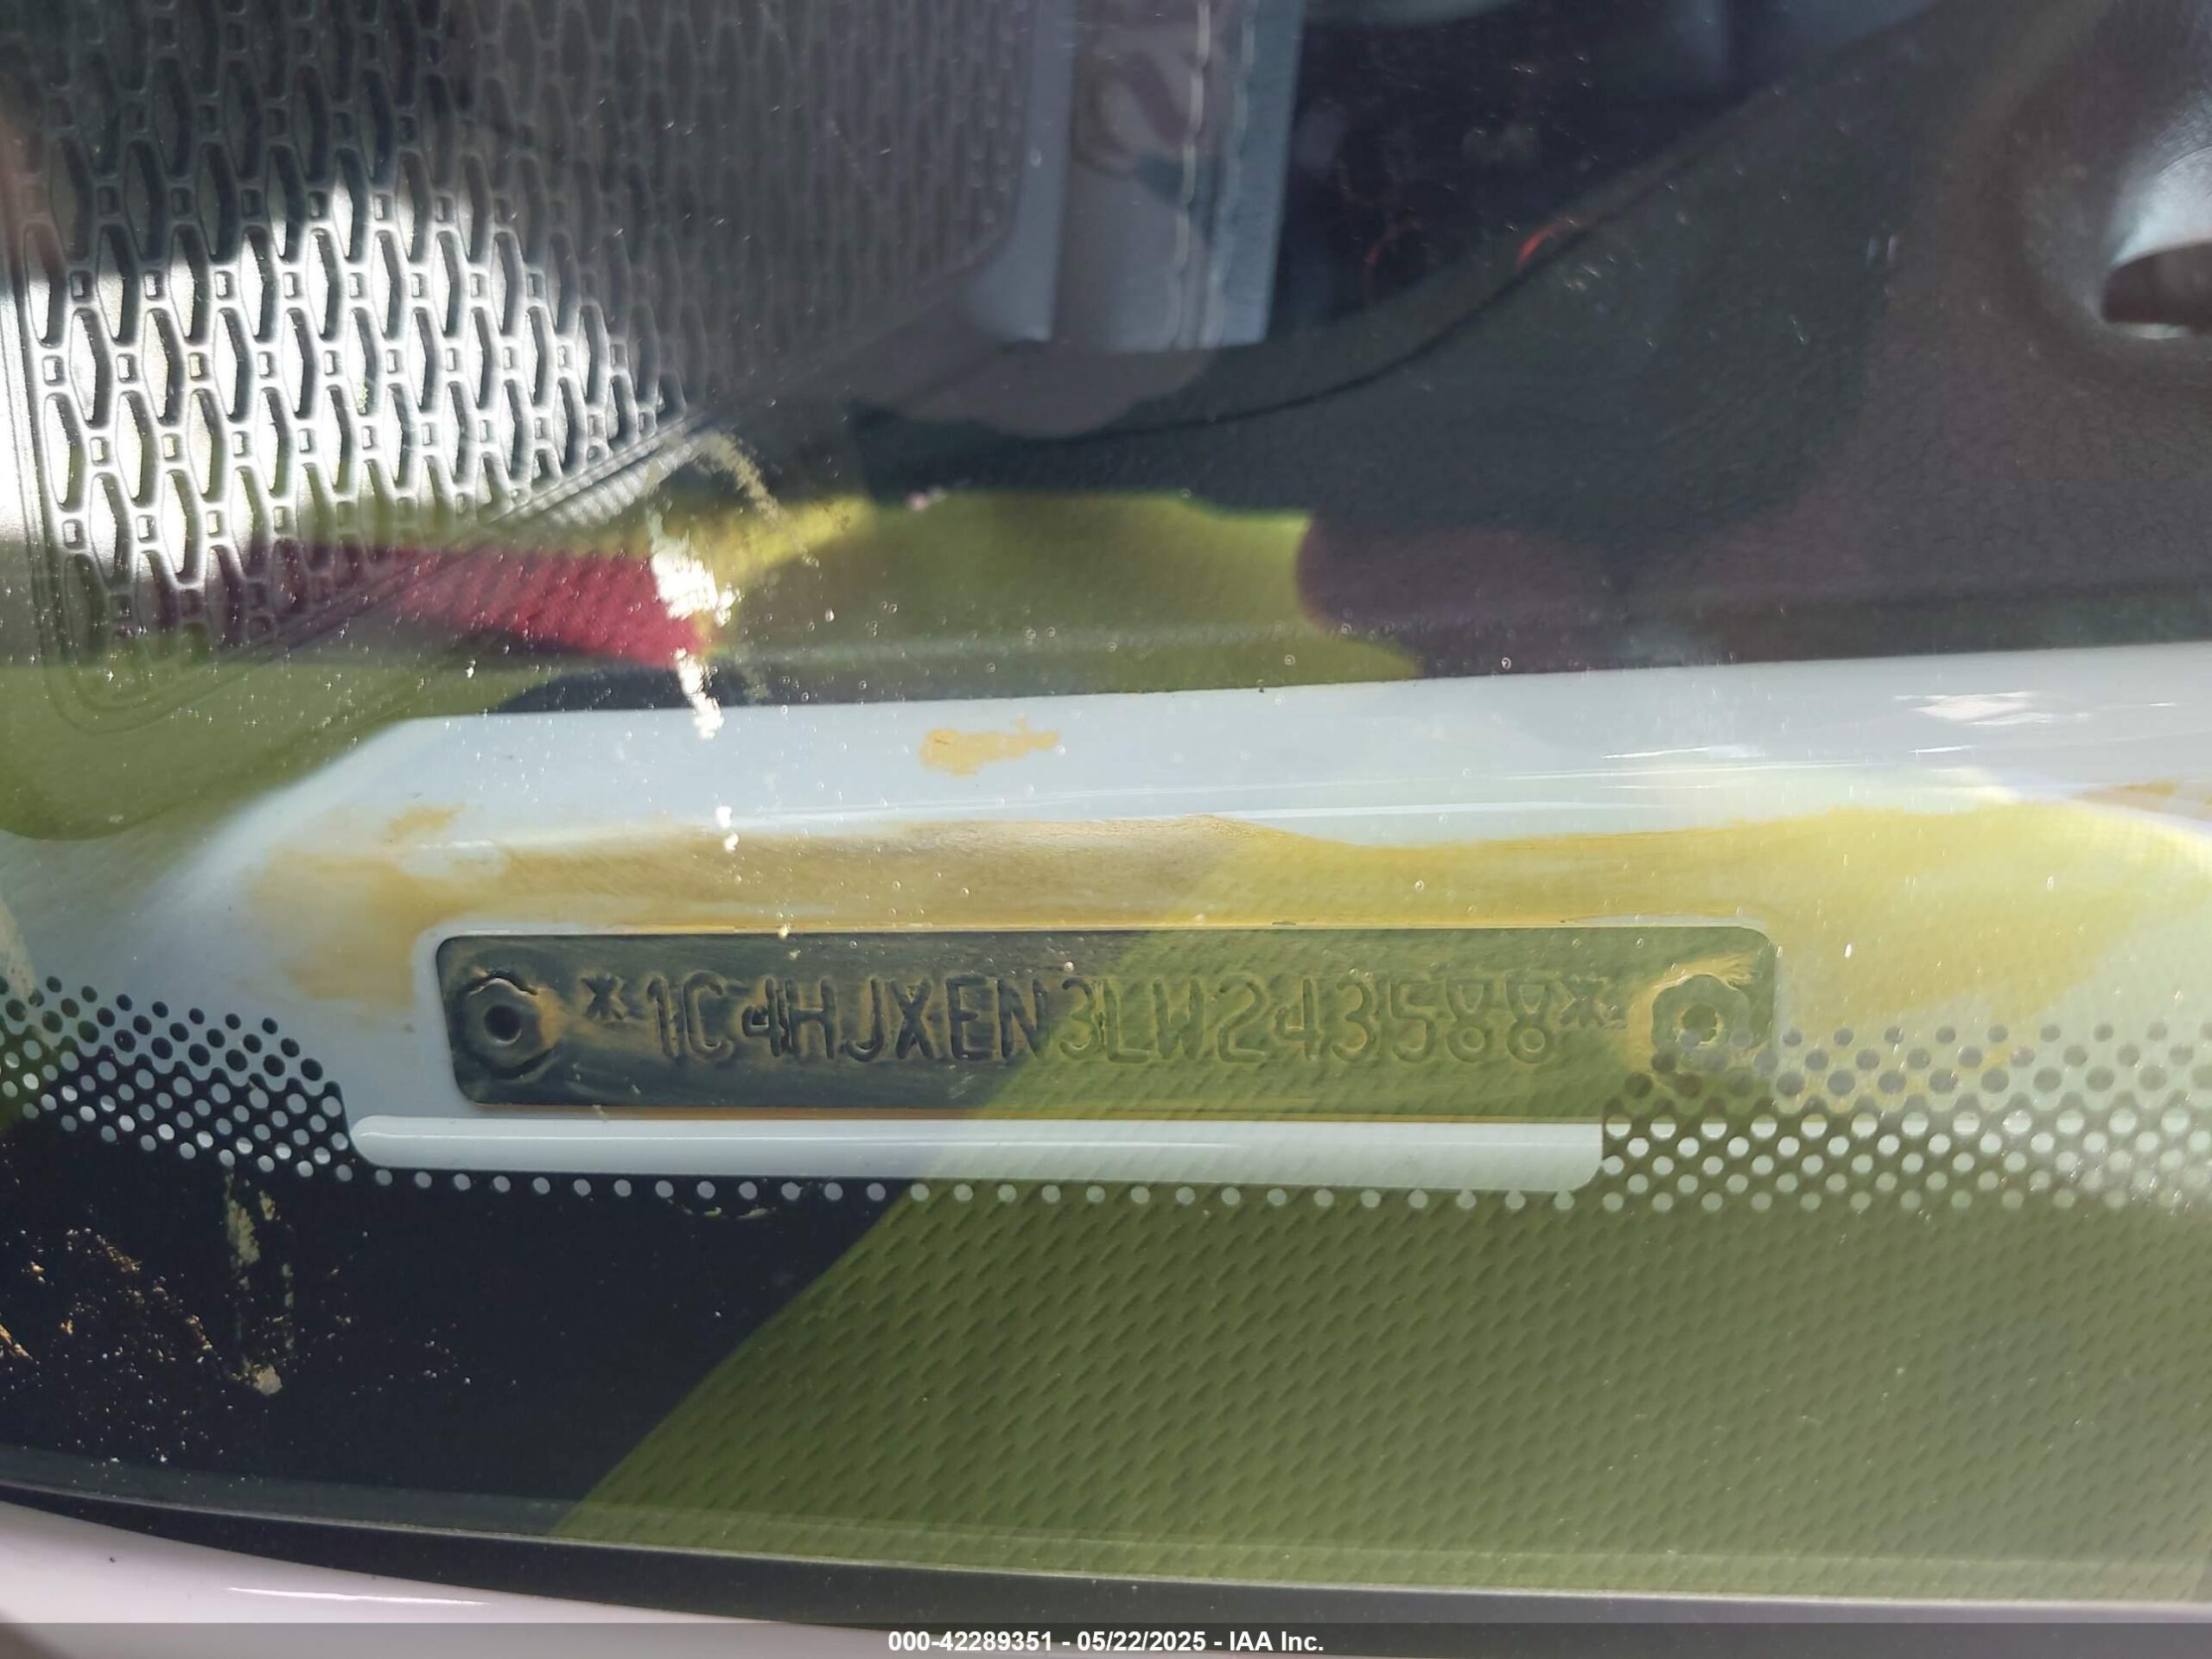 *1C4HJXEN3LW243588*
000-42289351 - 05/22/2025 - IAA Inc.